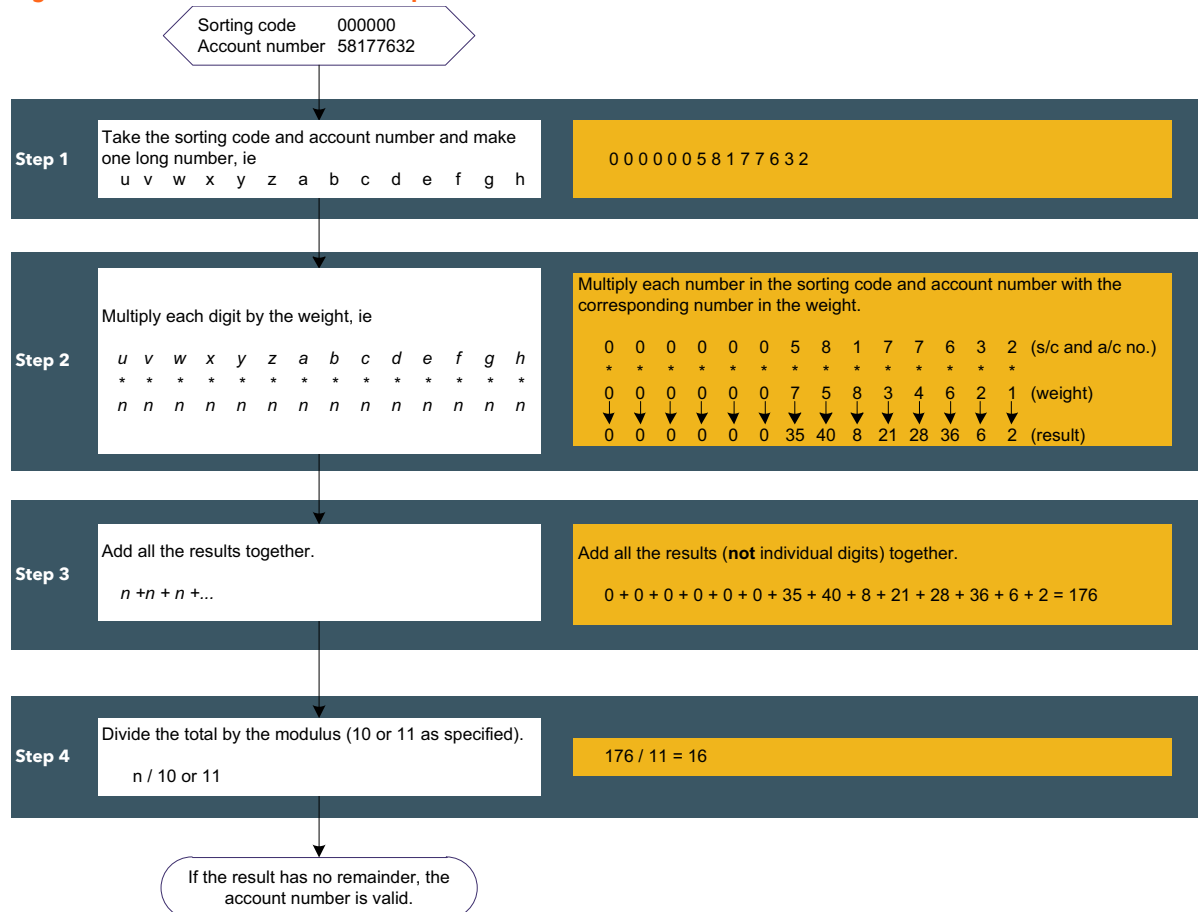 Sorting code 000000
Account number 58177632
Step 1
Take the sorting code and account number and make
one long number, ie
u v w x y z a b c d e f g h
0 0 0 0 0 0 5 8 1 7 7 6 3 2
Step 2
Multiply each digit by the weight, ie
u v w x y z a b c d e f g h
* * * * * * * * * * * * * *
n n n n n n n n n n n n n n
Multiply each number in the sorting code and account number with the
corresponding number in the weight.
0 0 0 0 0 0 5 8 1 7 7 6 3 2 (s/c and a/c no.)
* * * * * * * * * * * * * *
0 0 0 0 0 0 7 5 8 3 4 6 2 1 (weight)
0 0 0 0 0 0 35 40 8 21 28 36 6 2 (result)
Step 3
Add all the results together.
n +n + n +...
Add all the results (not individual digits) together.
0 + 0 + 0 + 0 + 0 + 0 + 35 + 40 + 8 + 21 + 28 + 36 + 6 + 2 = 176
Step 4
Divide the total by the modulus (10 or 11 as specified).
n / 10 or 11
176 / 11 = 16
If the result has no remainder, the
account number is valid.